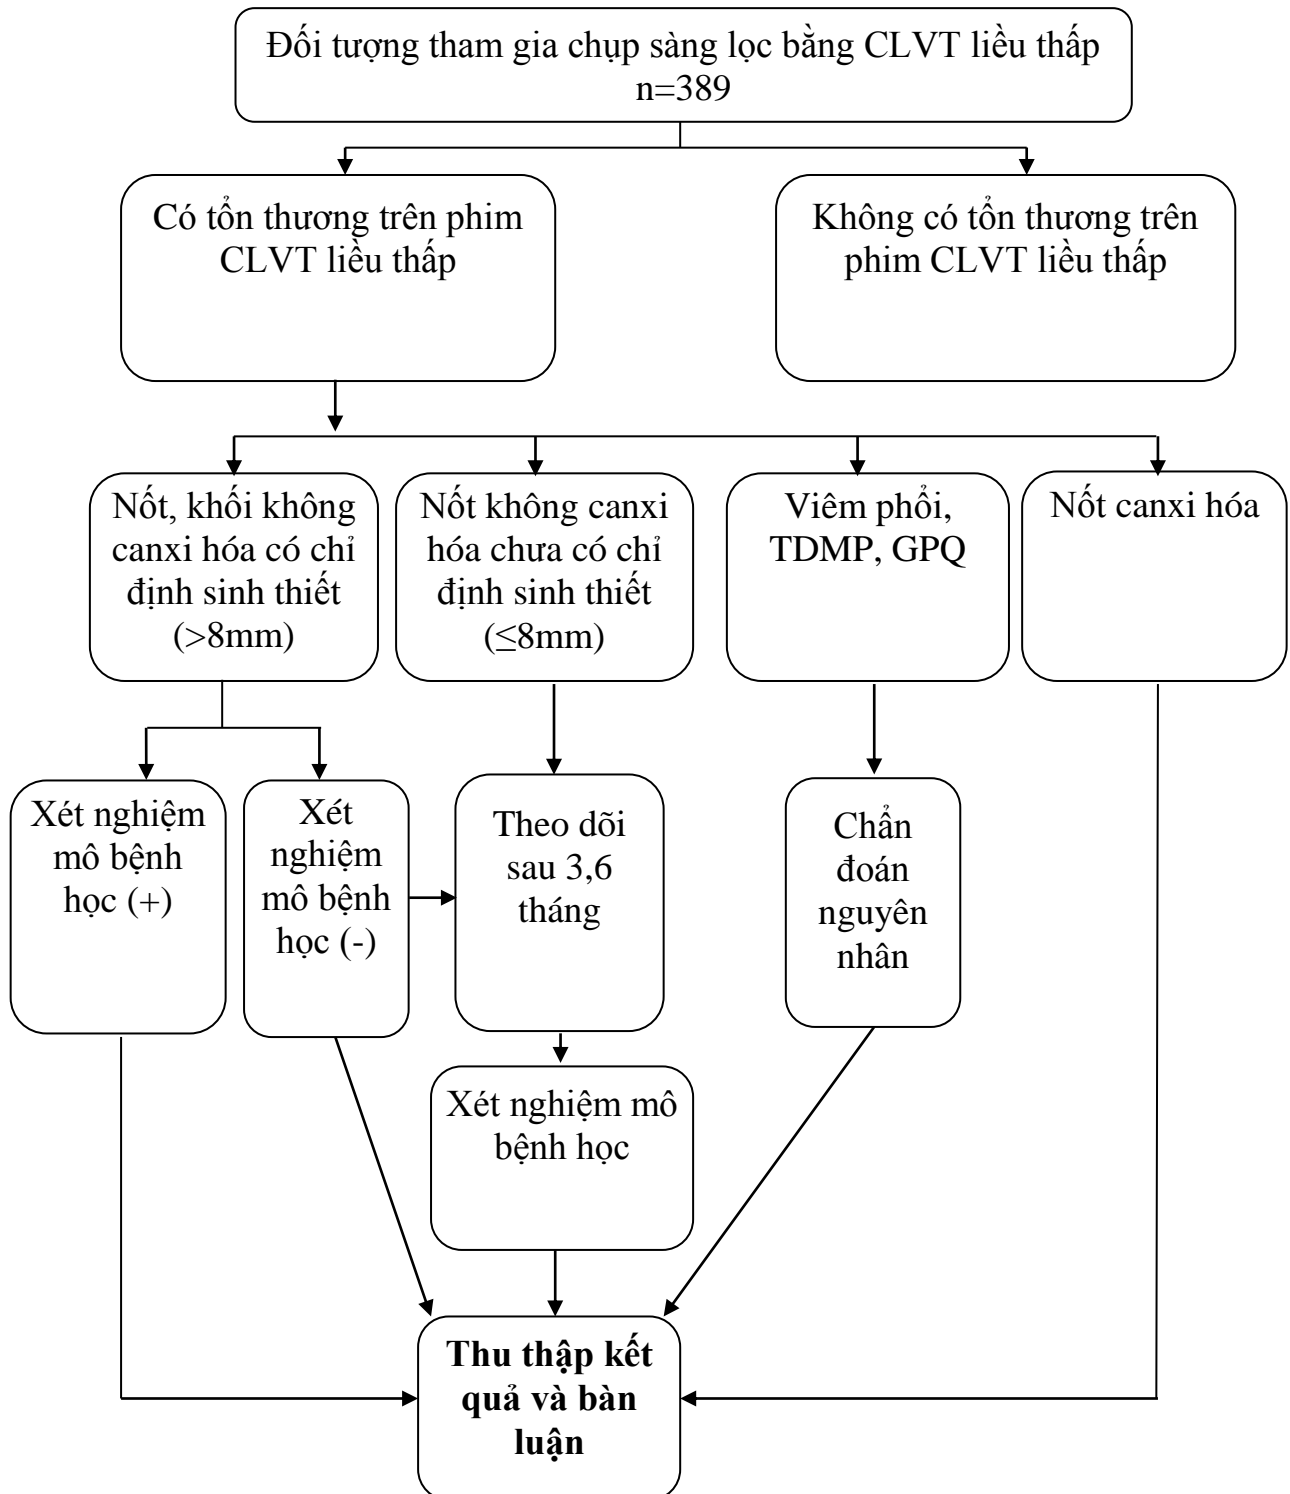 Đối tượng tham gia chụp sàng lọc bằng CLVT liều thấp
n=389
Có tổn thương trên phim
CLVT liều thấp
Không có tổn thương trên
phim CLVT liều thấp
Nốt, khối không
canxi hóa có chỉ
định sinh thiết
(>8mm)
Nốt không canxi
hóa chưa có chỉ
định sinh thiết
(≤8mm)
Viêm phổi,
TDMP, GPQ
Nốt canxi hóa
Xét nghiệm
mô bệnh
học (+)
Xét
nghiệm
mô bệnh
học (-)
Theo dõi
sau 3,6
tháng
Chẩn
đoán
nguyên
nhân
Xét nghiệm mô
bệnh học
Thu thập kết
quả và bàn
luận